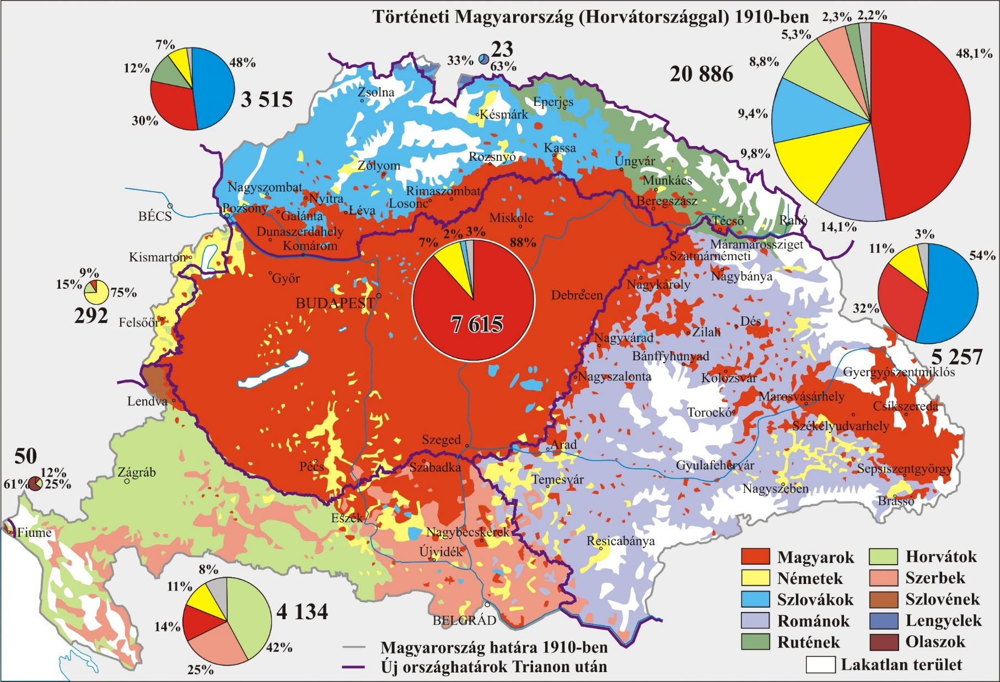 Történeti Magyarország (Horvátországgal) 1910-ben
2,3%
2,2%
5,3%
48,1%
8,8%
20 886
9,4%
9,8%
14,1%
7%
48%
12%
3 515
30%
33%
23
63%
Zsolna
Késmárk
Eperjes
Kassa
Rozsnyó
Ungvár
Zólyom
Munkács
Nagyszombat
Nyitra
Rimaszombat
Losonc
Beregszász
BÉCS
Pozsony
Galánta
Léva
Miskolc
Técső
Rahó
Dunaszerdahely
Komárom
7%
2%
3%
88%
Máramarossziget
3%
11%
54%
32%
5 257
Kismarton
Szatmárnémeti
Nagybánya
Győr
Nagykároly
9%
15%
75%
292
BUDAPEST
Debrecen
Felsőőr
7 615
Dés
Zilah
Nagyvárad
Bánffyhunyad
Nagyszalonta
Kolozsvár
Gyergyószentmiklós
Lendva
Marosvásárhely
Csíkszereda
Torockó
Székelyudvarhely
Szeged
Arad
50
12%
61%
25%
Zágráb
Pécs
Szabadka
Gyulafehérvár
Sepsiszentgyörgy
Temesvár
Nagyszeben
Brassó
Eszék
Fiume
Nagybecskerek
Resicabánya
Újvidék
8%
11%
4 134
14%
42%
25%
BELGRÁD
Magyarország határa 1910-ben
Új országhatárok Trianon után
Magyarok
Németek
Szlovákok
Románok
Rutének
Horvátok
Szerbek
Szlovének
Lengyelek
Olaszok
Lakatlan terület